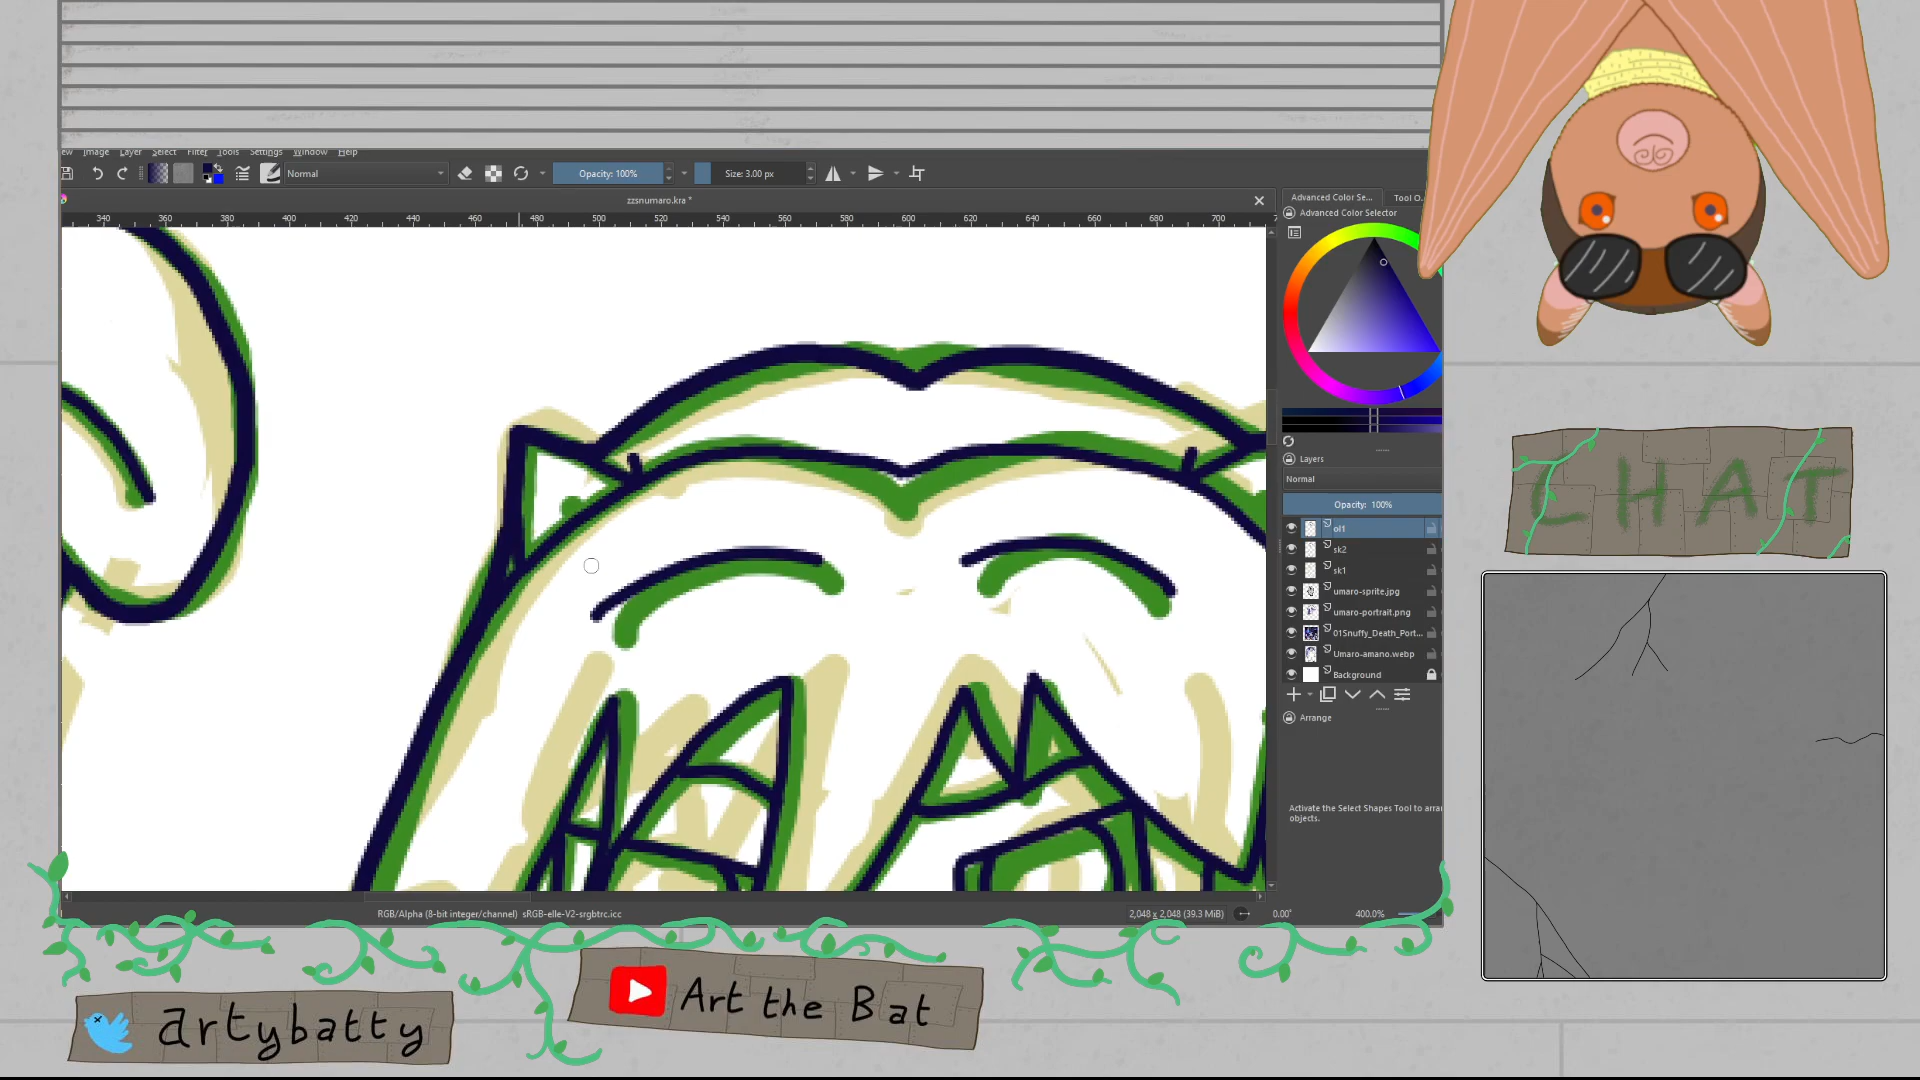 ew Image Layer Select Filter Tools Settings Window Help
Normal
Opacity: 100%
Size: 3.00 px
zzsnumaro.kra *
340 360 380 400 420 440 460 480 500 520 540 560 580 600 620 640 660 680 700
Advanced Color Se... Tool O.
Advanced Color Selector
Layers
Normal
Opacity: 100%
ol1
sk2
sk1
umaro-sprite.jpg
umaro-portrait.png
01Snuffy_Death_Port...
Umaro-amano.webp
Background
Arrange
Activate the Select Shapes Tool to arra
objects.
RGB/Alpha (8-bit integer/channel) sRGB-elle-V2-srgbtrc.icc
2,048 x 2,048 (39.3 MiB)
0.00°
400.0%
CHAT
artybatty
Art the Bat